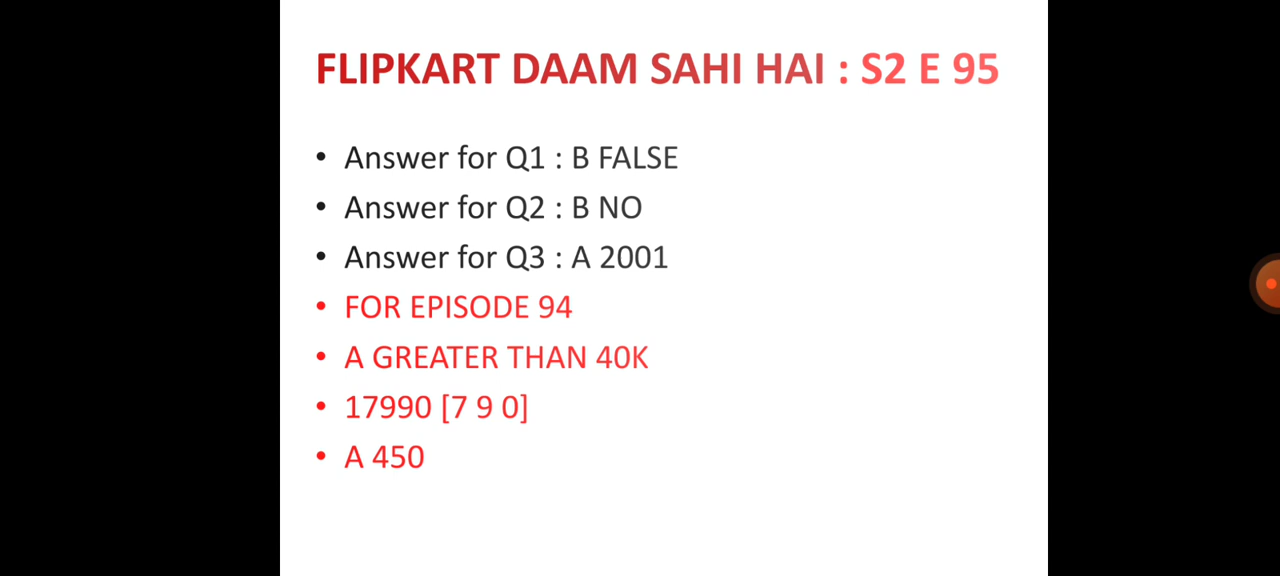 FLIPKART DAAM SAHI HAI : S2 E 95
• Answer for Q1 : B FALSE
• Answer for Q2 : B NO
• Answer for Q3 : A 2001
• FOR EPISODE 94
• A GREATER THAN 40K
• 17990 [7 9 0]
• A 450